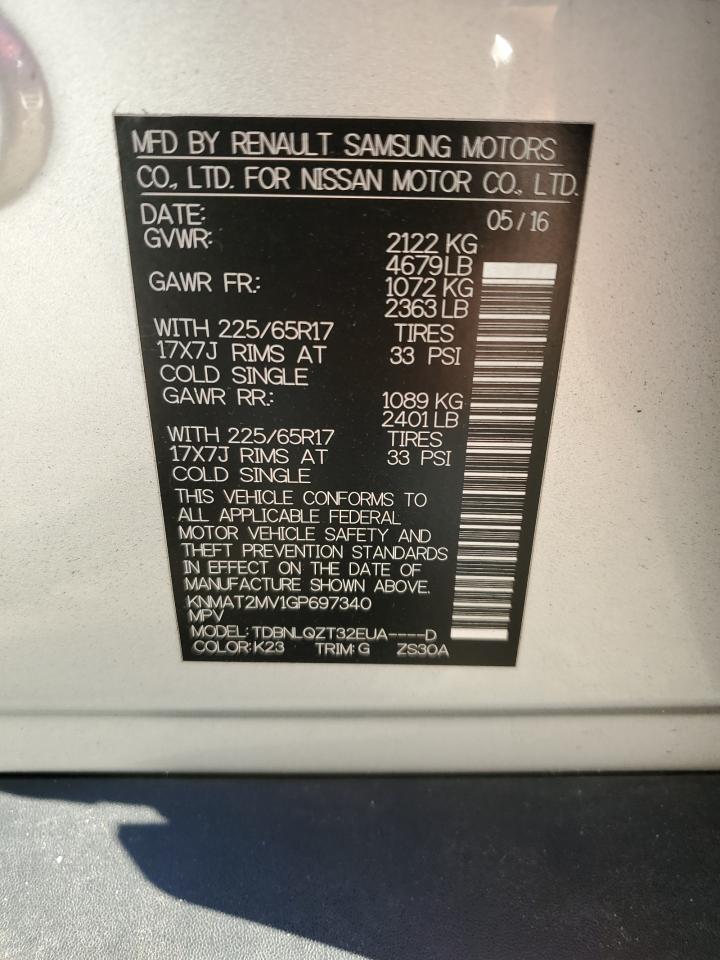 MFD BY RENAULT SAMSUNG MOTORS
CO., LTD. FOR NISSAN MOTOR CO., LTD.
DATE: 05/16
GVWR: 2122 KG
4679 LB
GAWR FR.: 1072 KG
2363 LB
WITH 225/65R17 TIRES
17X7J RIMS AT 33 PSI
COLD SINGLE
GAWR RR.: 1089 KG
2401 LB
WITH 225/65R17 TIRES
17X7J RIMS AT 33 PSI
COLD SINGLE
THIS VEHICLE CONFORMS TO
ALL APPLICABLE FEDERAL
MOTOR VEHICLE SAFETY AND
THEFT PREVENTION STANDARDS
IN EFFECT ON THE DATE OF
MANUFACTURE SHOWN ABOVE.
KNMAT2MV1GP697340
MPV
MODEL: TDBNLQZT32EUA----D
COLOR: K23 TRIM: G ZS30A